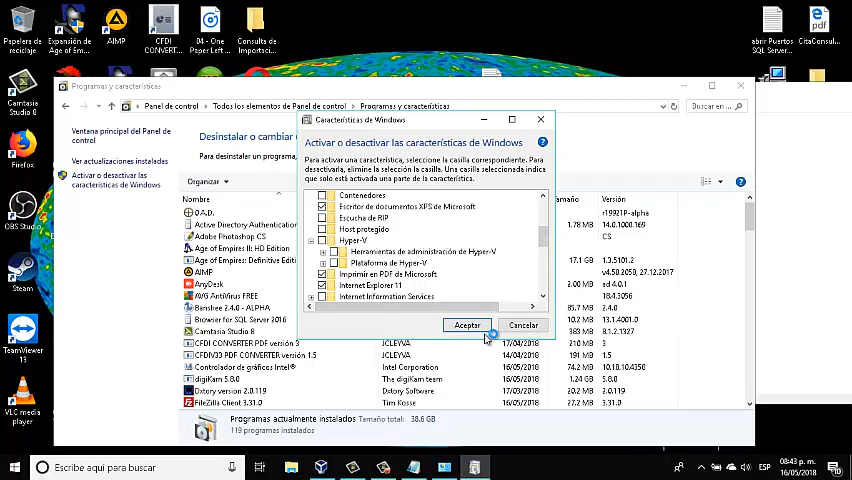 Papelera de
reciclaje
Expansión de
Age of Em...
AIMP
CFDI
CONVERT...
04 - One
Paper Left ...
Consulta de
Importaci...
abrir Puertos
SQL Server...
CitaConsul...
Camtasia
Studio 8
Firefox
OBS Studio
Steam
TeamViewer
13
VLC media
player
Programas y características
Panel de control > Todos los elementos de Panel de control > Programas y características
Buscar en ...
Ventana principal del Panel de
control
Ver actualizaciones instaladas
Activar o desactivar las
características de Windows
Desinstalar o cambiar
Para desinstalar un programa,
Organizar
Nombre
Tamaño
Versión
0 A.D.
r19921P-alpha
Active Directory Authentication
1.78 MB
14.0.1000.169
Adobe Photoshop CS
CS
Age of Empires II: HD Edition
Age of Empires: Definitive Edition
17.1 GB
1.3.5101.2
AIMP
v4.50.2058, 27.12.2017
AnyDesk
2.00 MB
ad 4.0.1
AVG AntiVirus FREE
18.4.3056
Banshee 2.4.0 - ALPHA
85.7 MB
2.4.0
Browser for SQL Server 2016
10.2 MB
13.1.4001.0
Camtasia Studio 8
383 MB
8.1.2.1327
CFDI CONVERTER PDF versión 3
JCLEYVA
17/04/2018
210 MB
3
CFDIV33 PDF CONVERTER versión 1.5
JCLEYVA
14/04/2018
191 MB
1.5
Controlador de gráficos Intel®
Intel Corporation
16/05/2018
74.2 MB
10.18.10.4358
digiKam 5.8.0
The digiKam team
16/05/2018
1.24 GB
5.8.0
Dxtory version 2.0.119
Dxtory Software
17/03/2018
20.2 MB
2.0.119
FileZilla Client 3.31.0
Tim Kosse
16/05/2018
27.2 MB
3.31.0
Programas actualmente instalados Tamaño total: 38.6 GB
119 programas instalados
Características de Windows
Activar o desactivar las características de Windows
Para activar una característica, seleccione la casilla correspondiente. Para
desactivarla, elimine la selección la casilla. Una casilla seleccionada indica
que solo está activada una parte de la característica.
Contenedores
Escritor de documentos XPS de Microsoft
Escucha de RIP
Host protegido
Hyper-V
Herramientas de administración de Hyper-V
Plataforma de Hyper-V
Imprimir en PDF de Microsoft
Internet Explorer 11
Internet Information Services
Aceptar
Cancelar
Escribe aquí para buscar
ESP
08:43 p. m.
16/05/2018
10